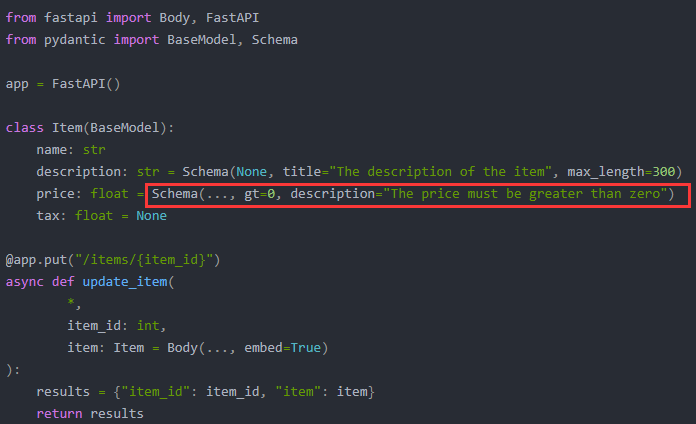 from fastapi import Body, FastAPI
from pydantic import BaseModel, Schema
app = FastAPI()
class Item(BaseModel):
    name: str
    description: str = Schema(None, title="The description of the item", max_length=300)
    price: float = Schema(..., gt=0, description="The price must be greater than zero")
    tax: float = None
@app.put("/items/{item_id}")
async def update_item(
        *,
        item_id: int,
        item: Item = Body(..., embed=True)
):
    results = {"item_id": item_id, "item": item}
    return results